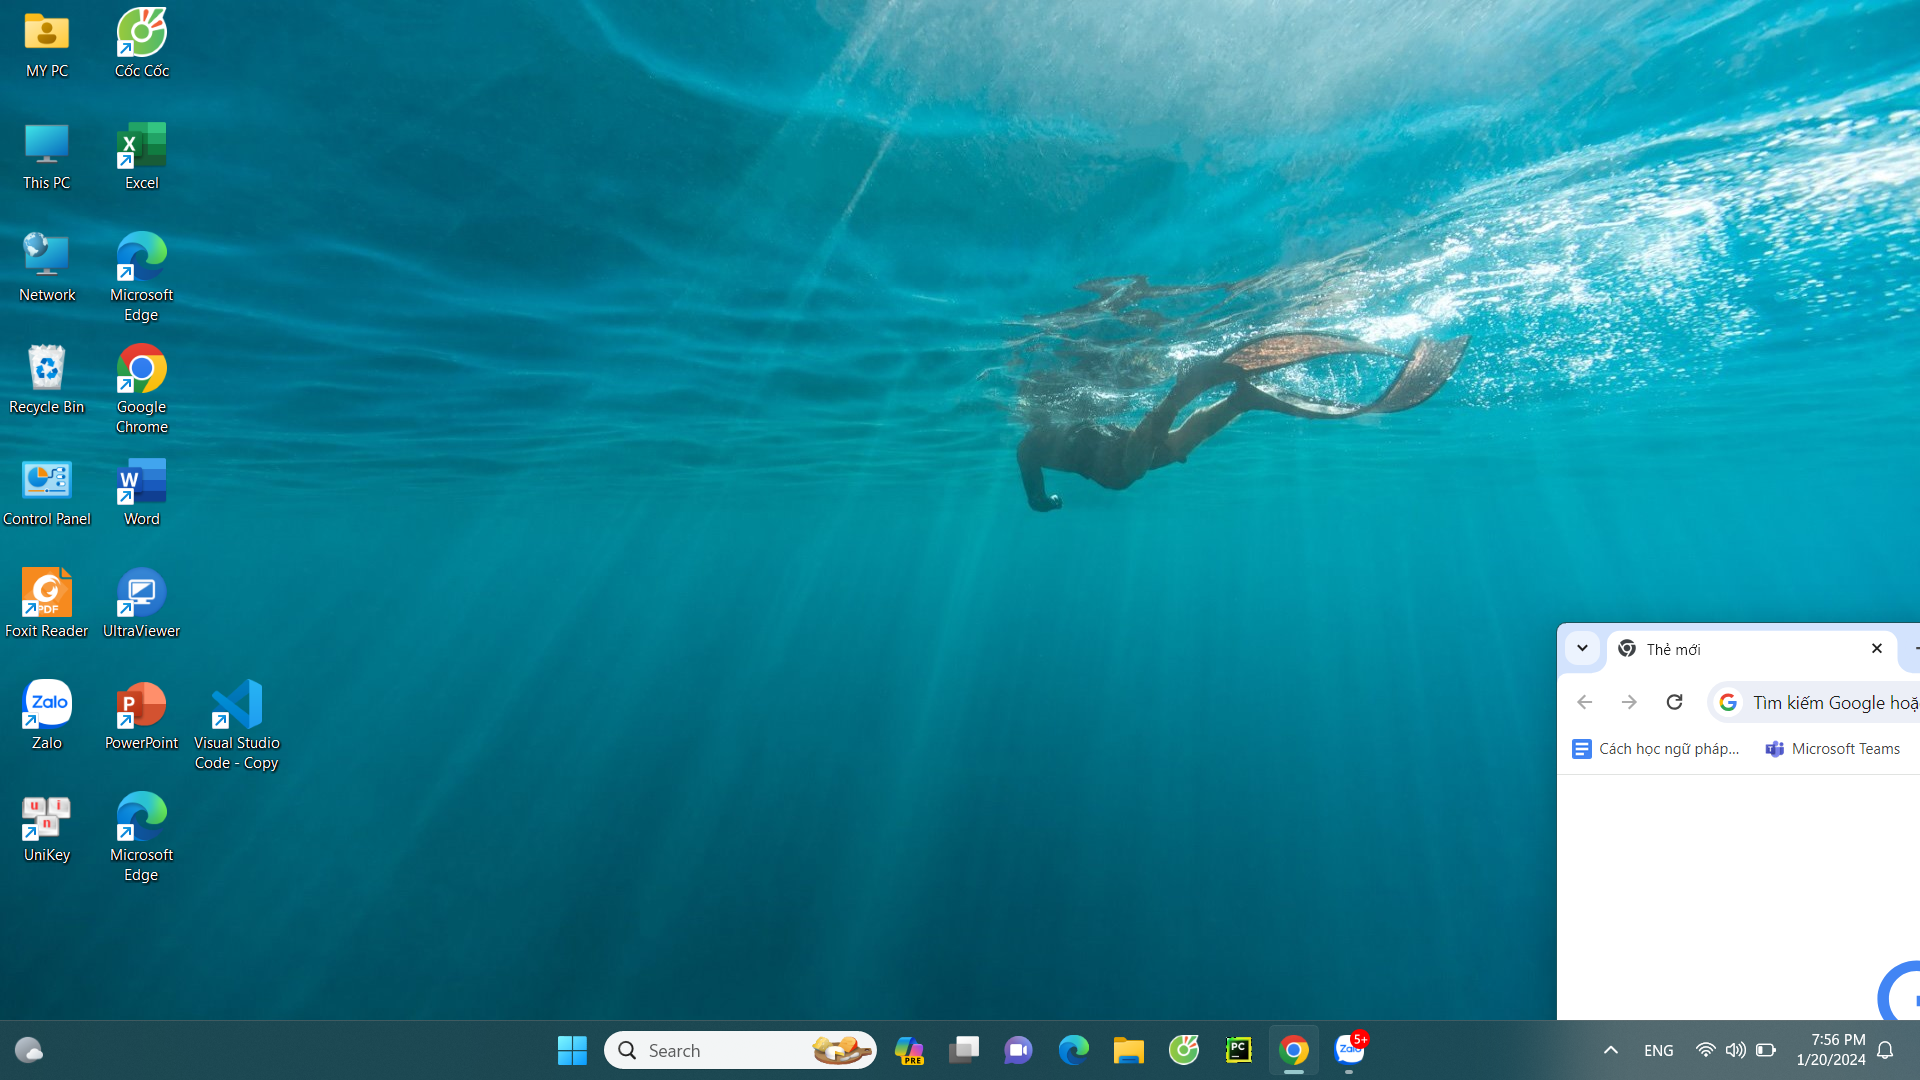 MY PC
Cốc Cốc
This PC
Excel
Network
Microsoft
Edge
Recycle Bin
Google
Chrome
Control Panel
Word
PDF
Foxit Reader
UltraViewer
Zalo
Zalo
PowerPoint
Visual Studio
Code - Copy
u i
n
UniKey
Microsoft
Edge
Thẻ mới
Tìm kiếm Google hoặ
Cách học ngữ pháp...
Microsoft Teams
Search
PRE
PC
Zalo
5+
ENG
7:56 PM
1/20/2024